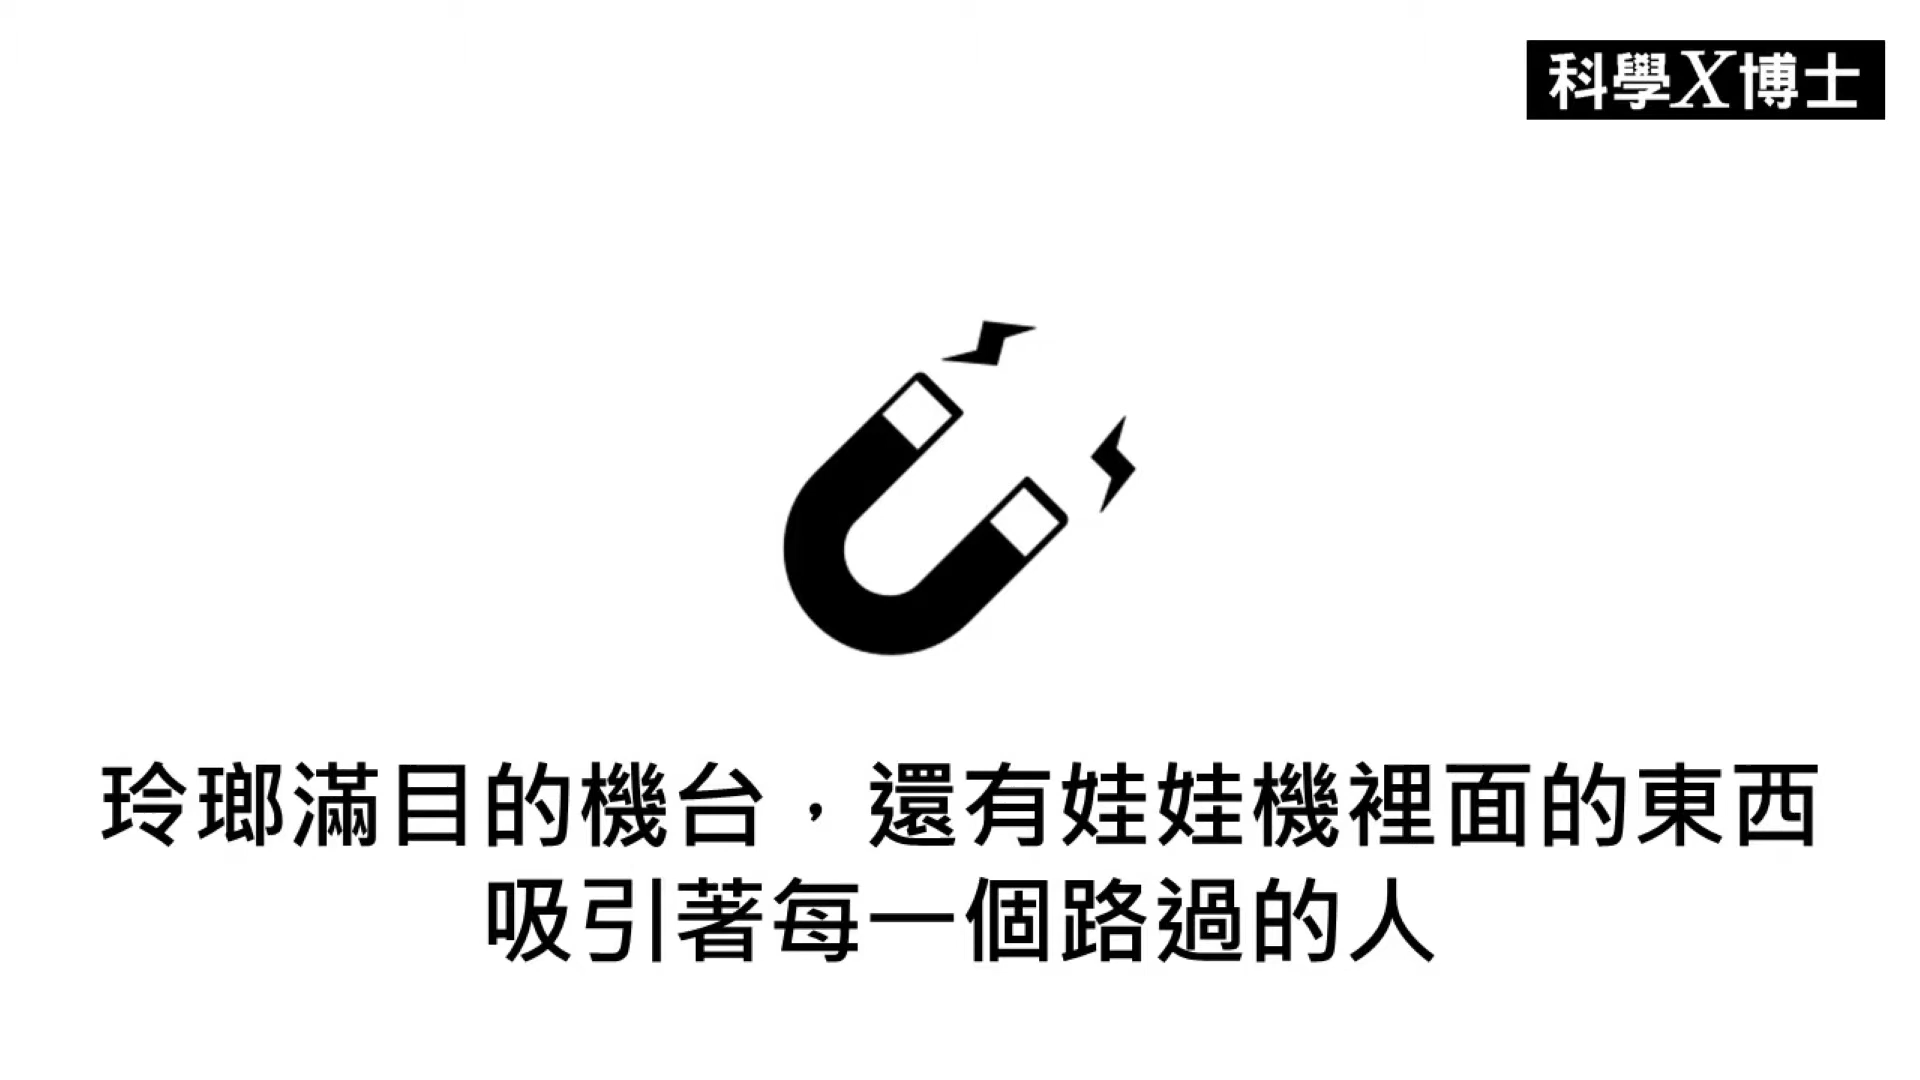 科學X博士
玲瑯滿目的機台，還有娃娃機裡面的東西
吸引著每一個路過的人